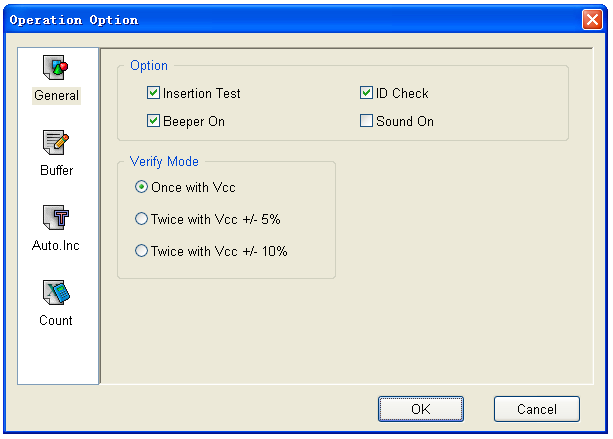 Operation Option
General
Buffer
Auto.Inc
Count
Option
Insertion Test
ID Check
Beeper On
Sound On
Verify Mode
Once with Vcc
Twice with Vcc +/- 5%
Twice with Vcc +/- 10%
OK
Cancel